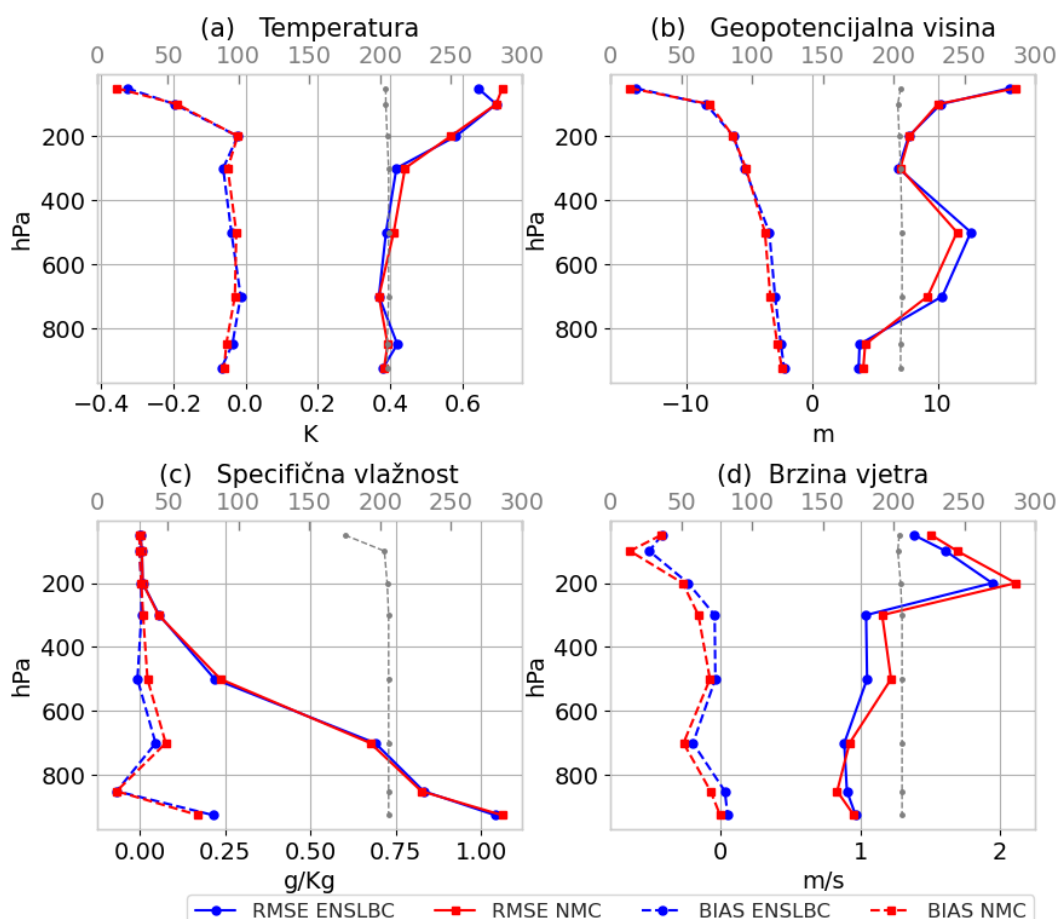 (a) Temperatura
0 50 100 150 200 250 300
hPa
200
400
600
800
−0.4 −0.2 0.0 0.2 0.4 0.6
K
(b) Geopotencijalna visina
0 50 100 150 200 250 300
hPa
200
400
600
800
−10 0 10
m
(c) Specifična vlažnost
0 50 100 150 200 250 300
hPa
200
400
600
800
0.00 0.25 0.50 0.75 1.00
g/Kg
(d) Brzina vjetra
0 50 100 150 200 250 300
hPa
200
400
600
800
0 1 2
m/s
RMSE ENSLBC RMSE NMC BIAS ENSLBC BIAS NMC